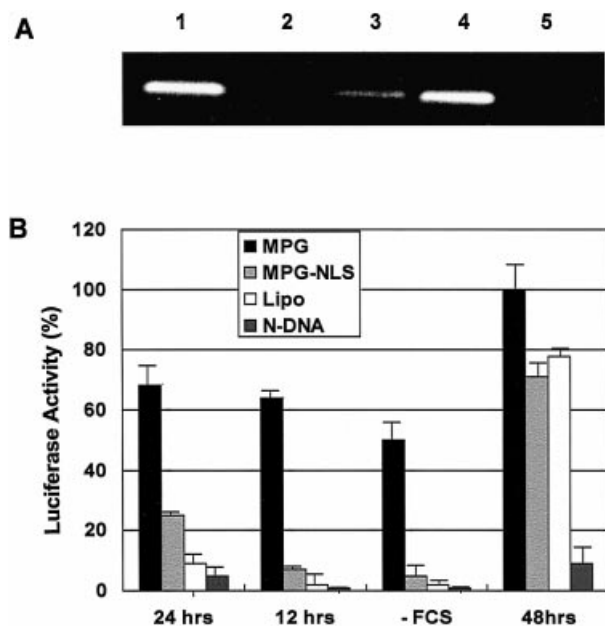 A
1 2 3 4 5
B
120
100
80
60
40
20
0
Luciferase Activity (%)
MPG
MPG-NLS
Lipo
N-DNA
24 hrs 12 hrs - FCS 48hrs